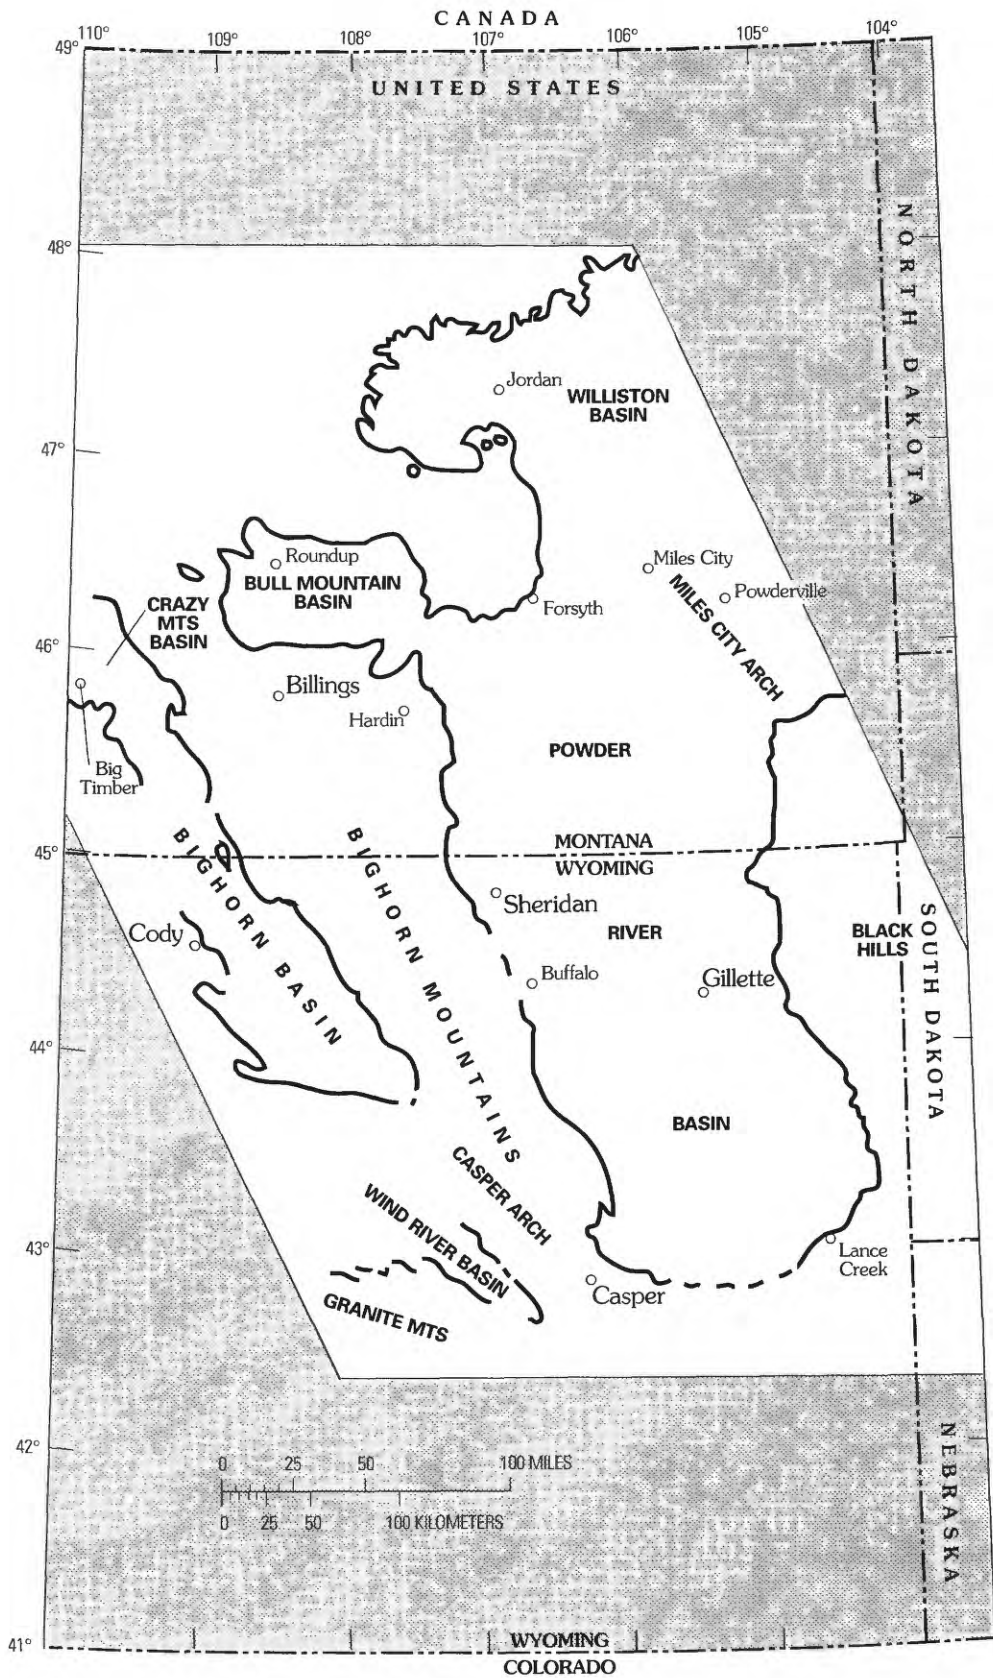 CANADA
110°
109°
108°
107°
106°
105°
104°
49°
UNITED STATES
NORTH DAKOTA
48°
Jordan
WILLISTON
BASIN
47°
Roundup
BULL MOUNTAIN
BASIN
Miles City
Powderville
MILES CITY ARCH
Forsyth
CRAZY
MTS
BASIN
46°
Billings
Hardin
Big
Timber
POWDER
45°
MONTANA
WYOMING
BIGHORN BASIN
BIGHORN MOUNTAINS
Sheridan
RIVER
BLACK
HILLS
SOUTH DAKOTA
Cody
Buffalo
Gillette
44°
BASIN
CASPER ARCH
WIND RIVER BASIN
43°
Lance
Creek
Casper
GRANITE MTS
42°
NEBRASKA
0 25 50 100 MILES
0 25 50 100 KILOMETERS
41°
WYOMING
COLORADO